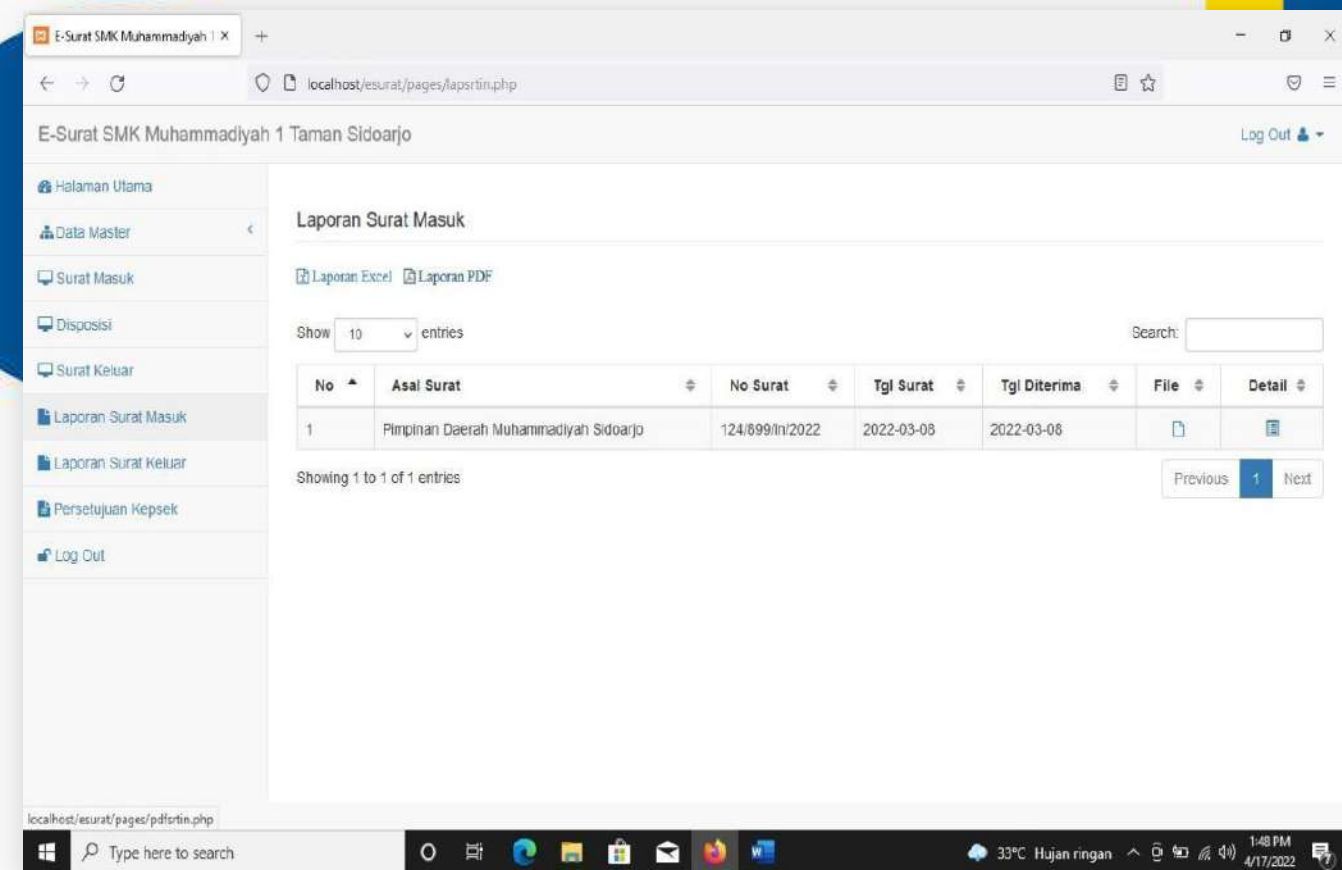 E-Surat SMK Muhammadiyah 1
localhost/esurat/pages/lapsrtin.php
E-Surat SMK Muhammadiyah 1 Taman Sidoarjo
Log Out
Halaman Utama
Data Master
Surat Masuk
Disposisi
Surat Keluar
Laporan Surat Masuk
Laporan Surat Keluar
Persetujuan Kepsek
Log Out
Laporan Surat Masuk
Laporan Excel Laporan PDF
Show 10 entries Search:
No Asal Surat No Surat Tgl Surat Tgl Diterima File Detail
1 Pimpinan Daerah Muhammadiyah Sidoarjo 124/899/In/2022 2022-03-08 2022-03-08
Showing 1 to 1 of 1 entries Previous 1 Next
localhost/esurat/pages/pdfsrtin.php
Type here to search
33°C Hujan ringan
1:48 PM
4/17/2022